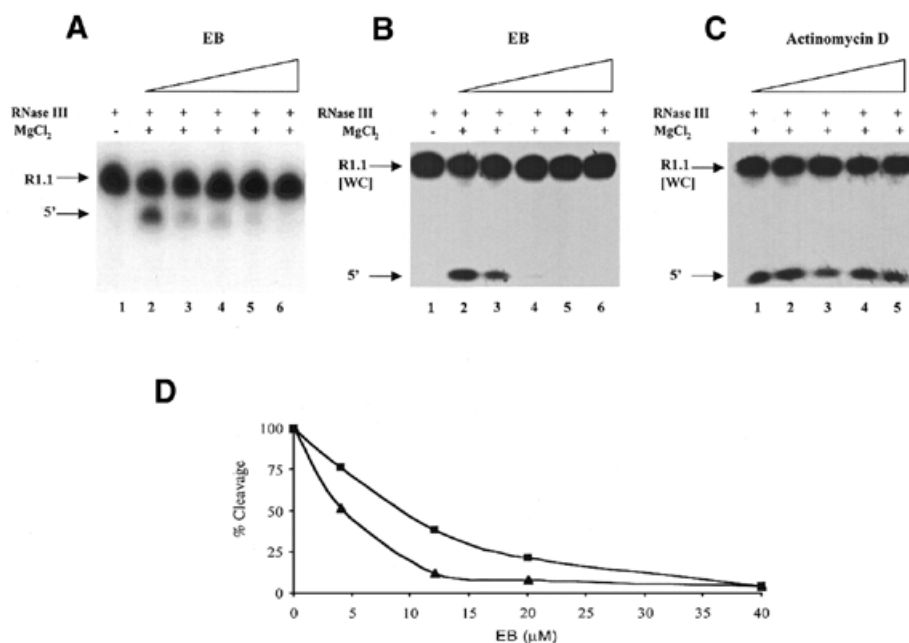 A
EB
RNase III + + + + + +
MgCl₂ - + + + + +
R1.1
5'
1 2 3 4 5 6
B
EB
RNase III + + + + + +
MgCl₂ - + + + + +
R1.1
[WC]
5'
1 2 3 4 5 6
C
Actinomycin D
RNase III + + + + +
MgCl₂ + + + + +
R1.1
[WC]
5'
1 2 3 4 5
D
% Cleavage
100
75
50
25
0
0 5 10 15 20 25 30 35 40
EB (μM)